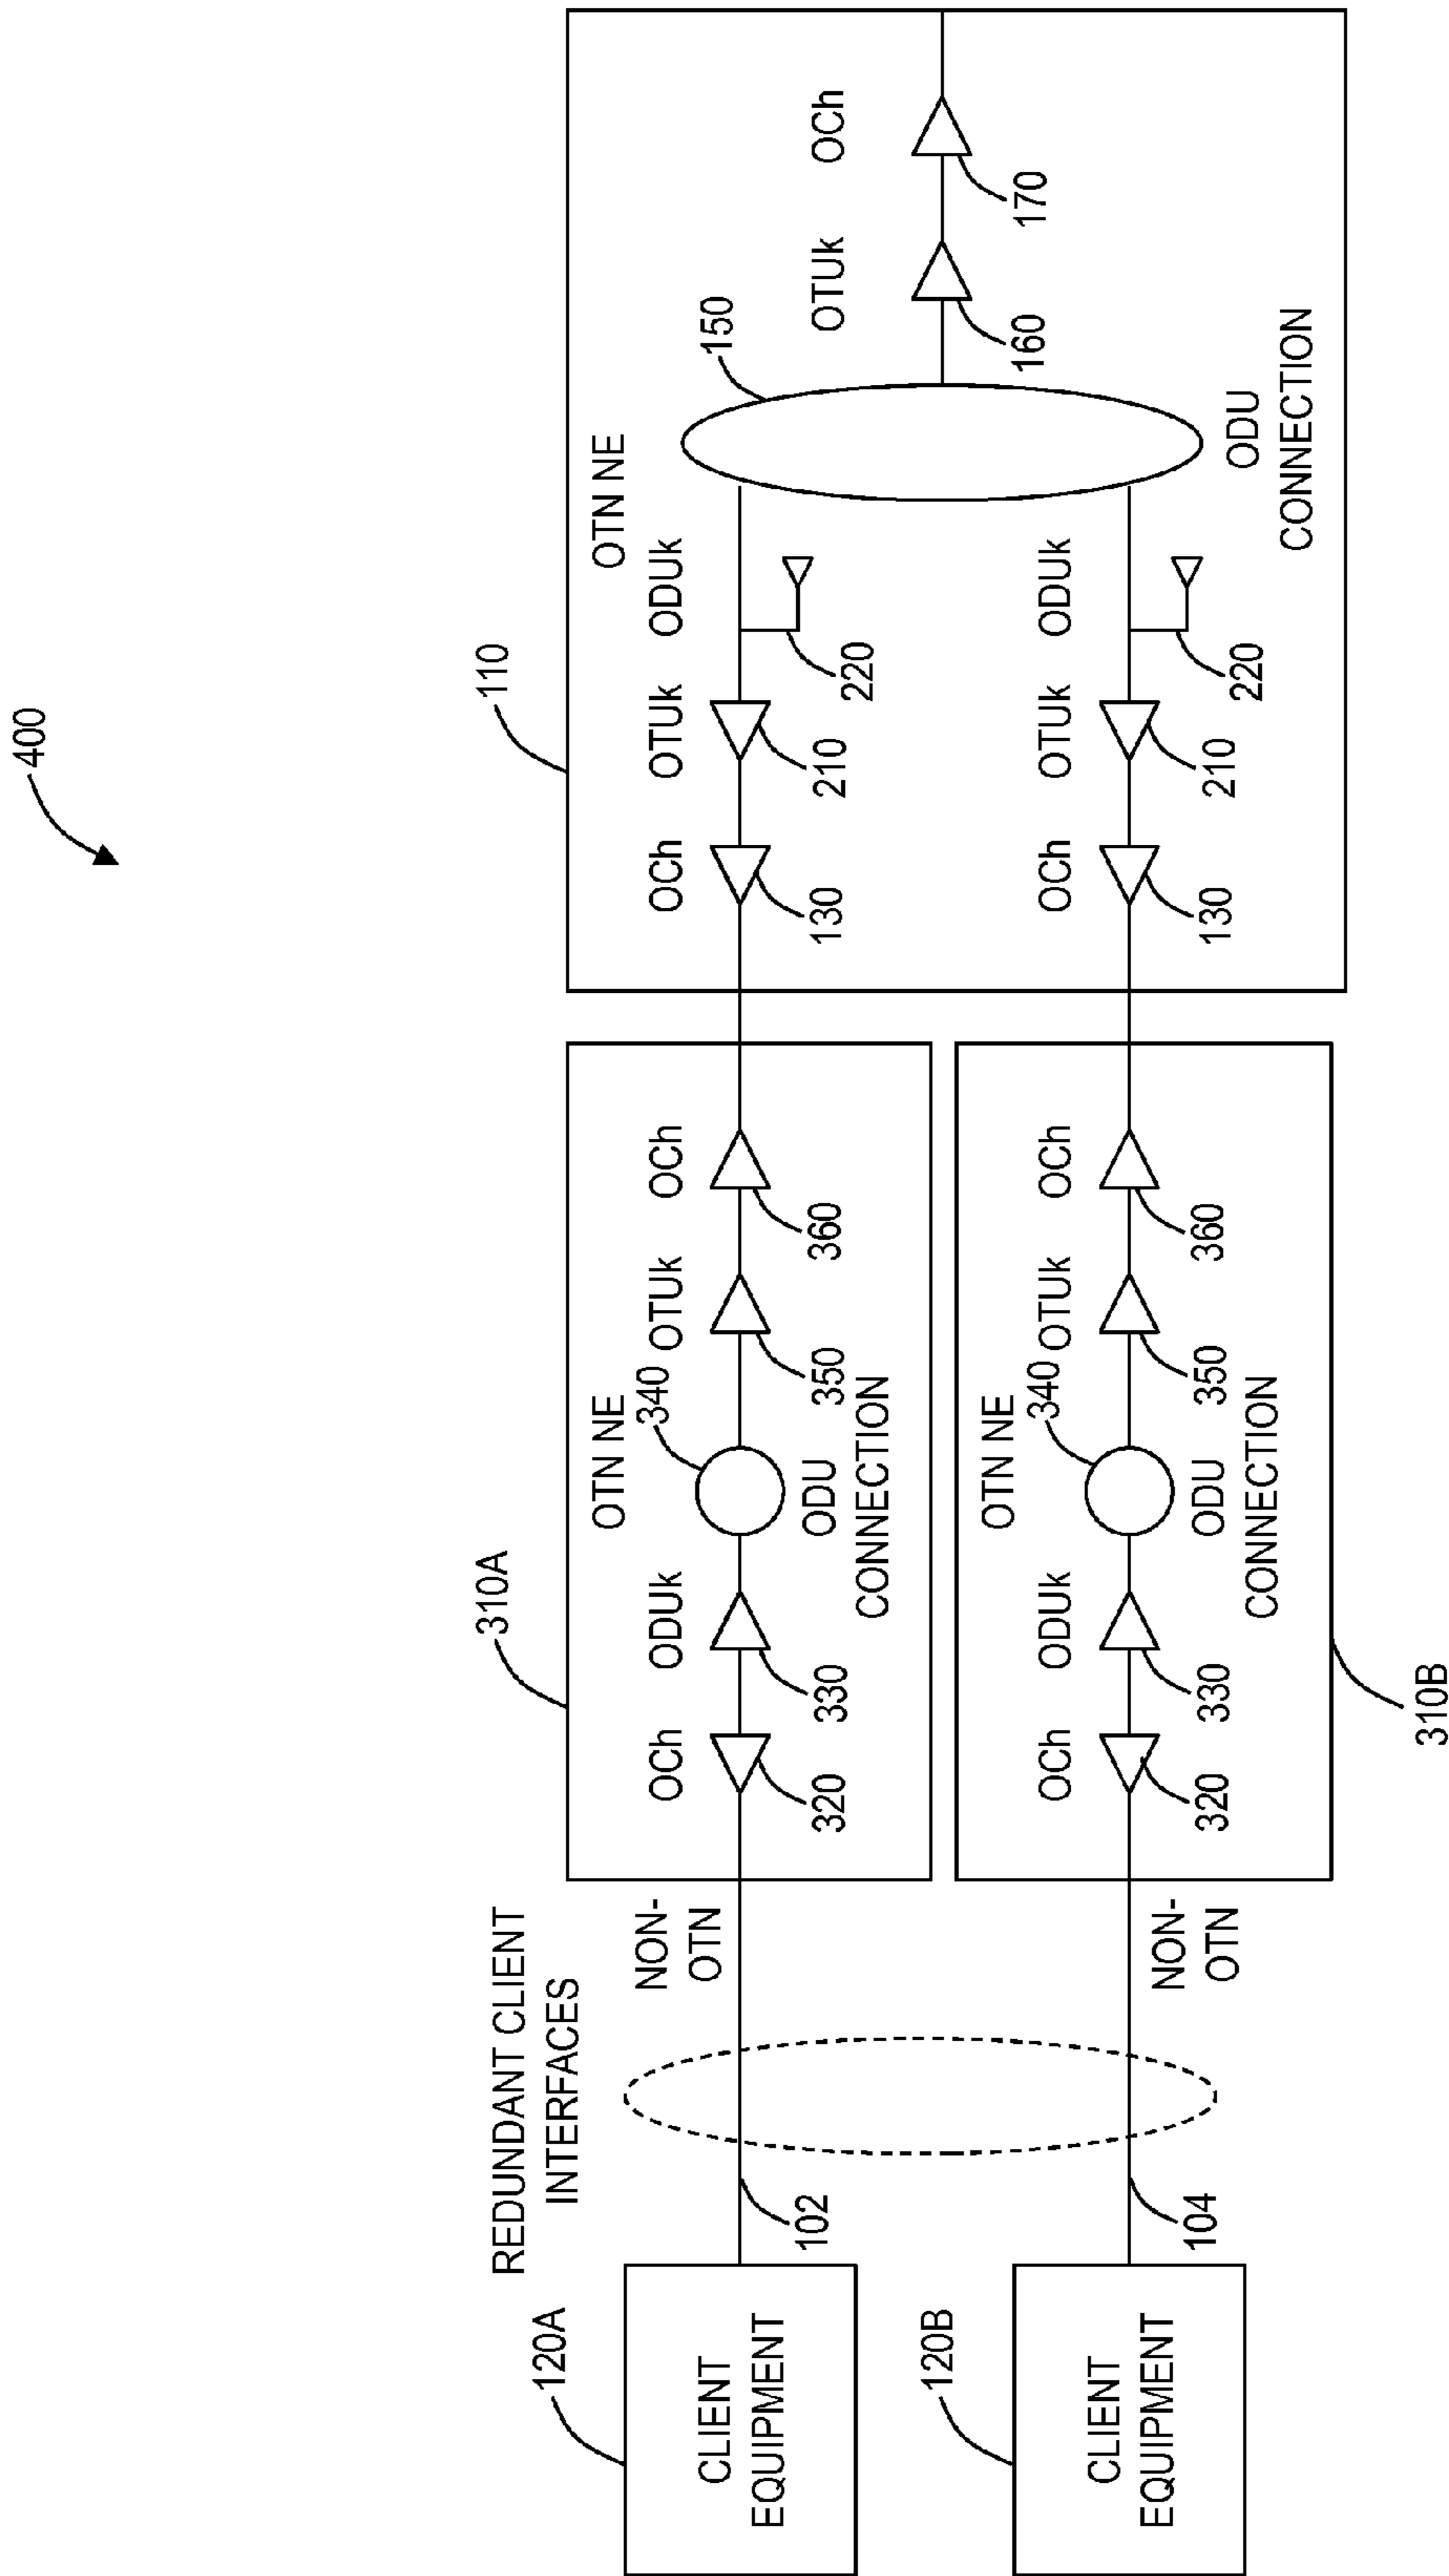 400
REDUNDANT CLIENT
INTERFACES
120A
CLIENT
EQUIPMENT
102
NON-
OTN
310A
OTN NE
OCh
ODUk
340
OTUk
OCh
320
330
ODU
CONNECTION
350
360
110
OTN NE
OCh
OTUk
ODUk
130
210
220
150
OTUk
OCh
160
170
120B
CLIENT
EQUIPMENT
104
NON-
OTN
OTN NE
OCh
ODUk
340
OTUk
OCh
320
330
ODU
CONNECTION
350
360
310B
OCh
OTUk
ODUk
130
210
220
ODU
CONNECTION